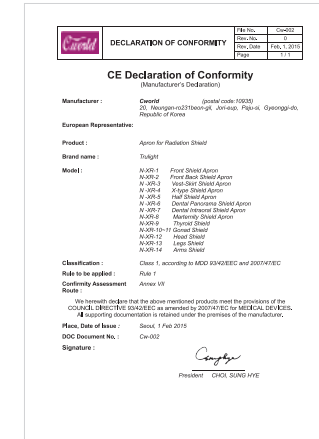 Cworld
DECLARATION OF CONFORMITY
File No. Cw-002
Rev. No. 0
Rev. Date Feb, 1, 2015
Page 1 / 1
CE Declaration of Conformity
(Manufacturer's Declaration)
Manufacturer : Cworld (postal code:10935)
20, Neungan-ro231beon-gil, Jori-eup, Paju-si, Gyeonggi-do,
Republic of Korea
European Representative:
Product : Apron for Radiation Shield
Brand name : Trulight
Model : N-XR-1 Front Shield Apron
N-XR-2 Front Back Shield Apron
N -XR-3 Vest-Skirt Shield Apron
N -XR-4 X-type Shield Apron
N-XR-5 Half Shield Apron
N -XR-6 Dental Panorama Shield Apron
N -XR-7 Dental Intraoral Shield Apron
N-XR-8 Marternity Shield Apron
N-XR-9 Thyroid Shield
N-XR-10~11 Gonad Shield
N-XR-12 Head Shield
N-XR-13 Legs Shield
N-XR-14 Arms Shield
Classification : Class 1, according to MDD 93/42/EEC and 2007/47/EC
Rule to be applied : Rule 1
Confirmity Assessment Annex VII
Route :
We herewith declare that the above mentioned products meet the provisions of the
COUNCIL DIRECTIVE 93/42/EEC as amended by 2007/47/EC for MEDICAL DEVICES.
All supporting documentation is retained under the premises of the manufacturer.
Place, Date of Issue : Seoul, 1 Feb 2015
DOC Document No, : Cw-002
Signature :
President CHOI, SUNG HYE